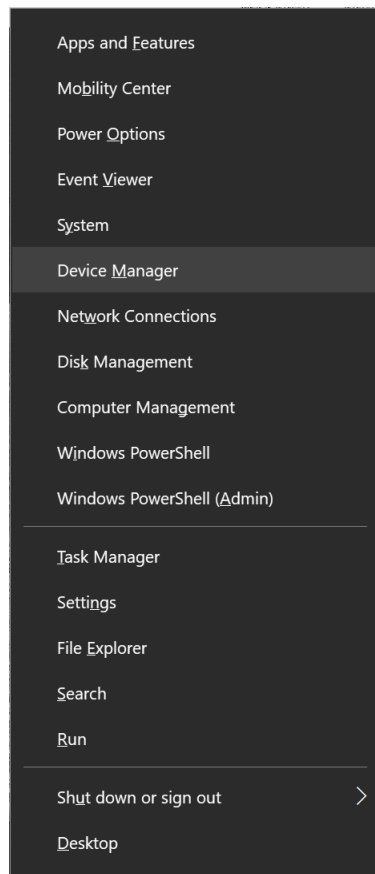 Apps and Features
Mobility Center
Power Options
Event Viewer
System
Device Manager
Network Connections
Disk Management
Computer Management
Windows PowerShell
Windows PowerShell (Admin)
Task Manager
Settings
File Explorer
Search
Run
Shut down or sign out
Desktop